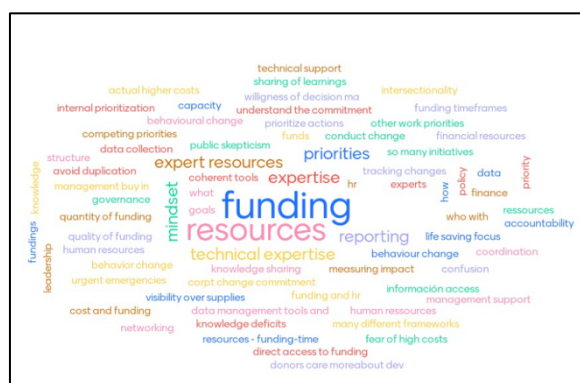 technical support
sharing of learnings
actual higher costs
willigness of decision ma
intersectionality
internal prioritization
capacity
understand the commitment
funding timeframes
behavioural change
prioritize actions
other work priorities
competing priorities
public skepticism
funds
conduct change
financial resources
data collection
priorities
so many initiatives
structure
avoid duplication
expert resources
coherent tools
expertise
hr
tracking changes
experts
how
policy
data
priority
knowledge
management buy in
mindset
what
finance
governance
goals
funding
ressources
quantity of funding
who with
accountability
resources
reporting
fundings
leadership
quality of funding
life saving focus
human resources
technical expertise
behaviour change
coordination
behavior change
knowledge sharing
measuring impact
confusion
urgent emergencies
corpt change commitment
información access
visibility over supplies
funding and hr
management support
cost and funding
data management tools and
human ressources
networking
knowledge deficits
many different frameworks
resources - funding-time
fear of high costs
direct access to funding
donors care moreabout dev